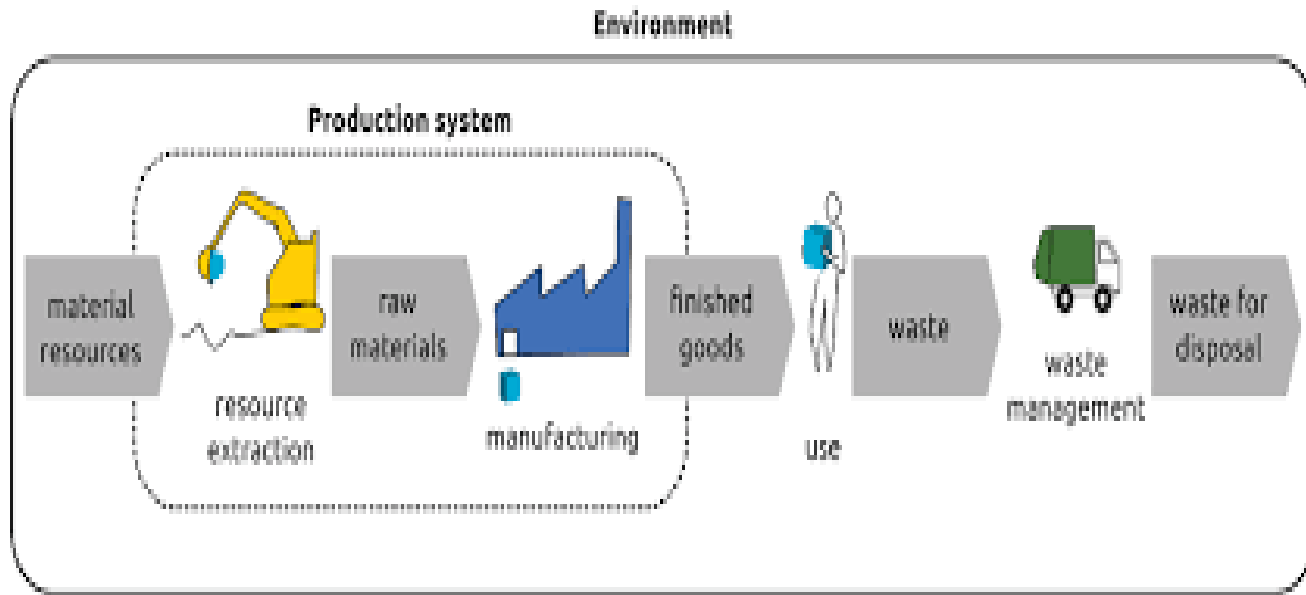 Environment
Production system
material
resources
resource
extraction
raw
materials
manufacturing
finished
goods
use
waste
waste
management
waste for
disposal